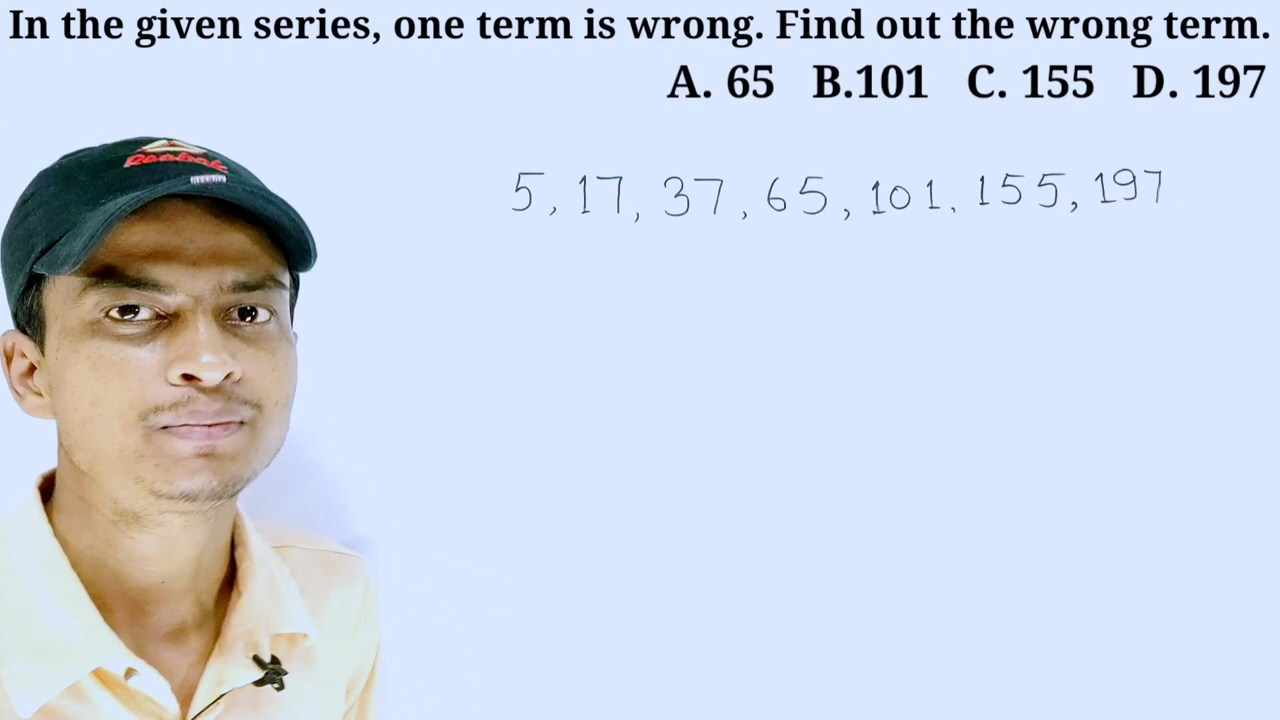 In the given series, one term is wrong. Find out the wrong term.
A. 65 B.101 C. 155 D. 197
Reebok
5, 17, 37, 65, 101, 155, 197